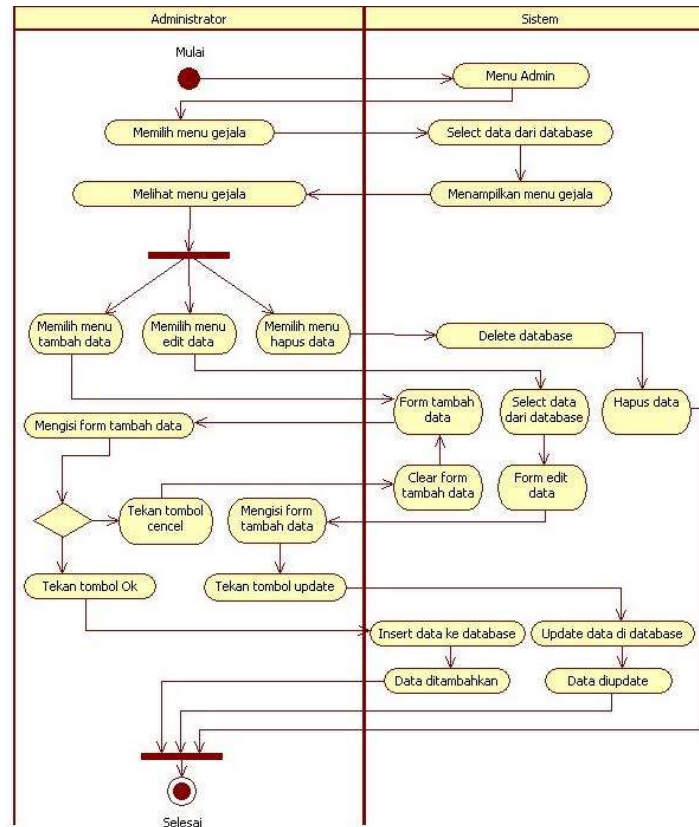 Administrator
Sistem
Mulai
Menu Admin
Memilih menu gejala
Select data dari database
Melihat menu gejala
Menampilkan menu gejala
Memilih menu
tambah data
Memilih menu
edit data
Memilih menu
hapus data
Delete database
Form tambah
data
Select data
dari database
Hapus data
Mengisi form tambah data
Clear form
tambah data
Form edit
data
Tekan tombol
cencel
Mengisi form
tambah data
Tekan tombol Ok
Tekan tombol update
Insert data ke database
Update data di database
Data ditambahkan
Data diupdate
Selesai